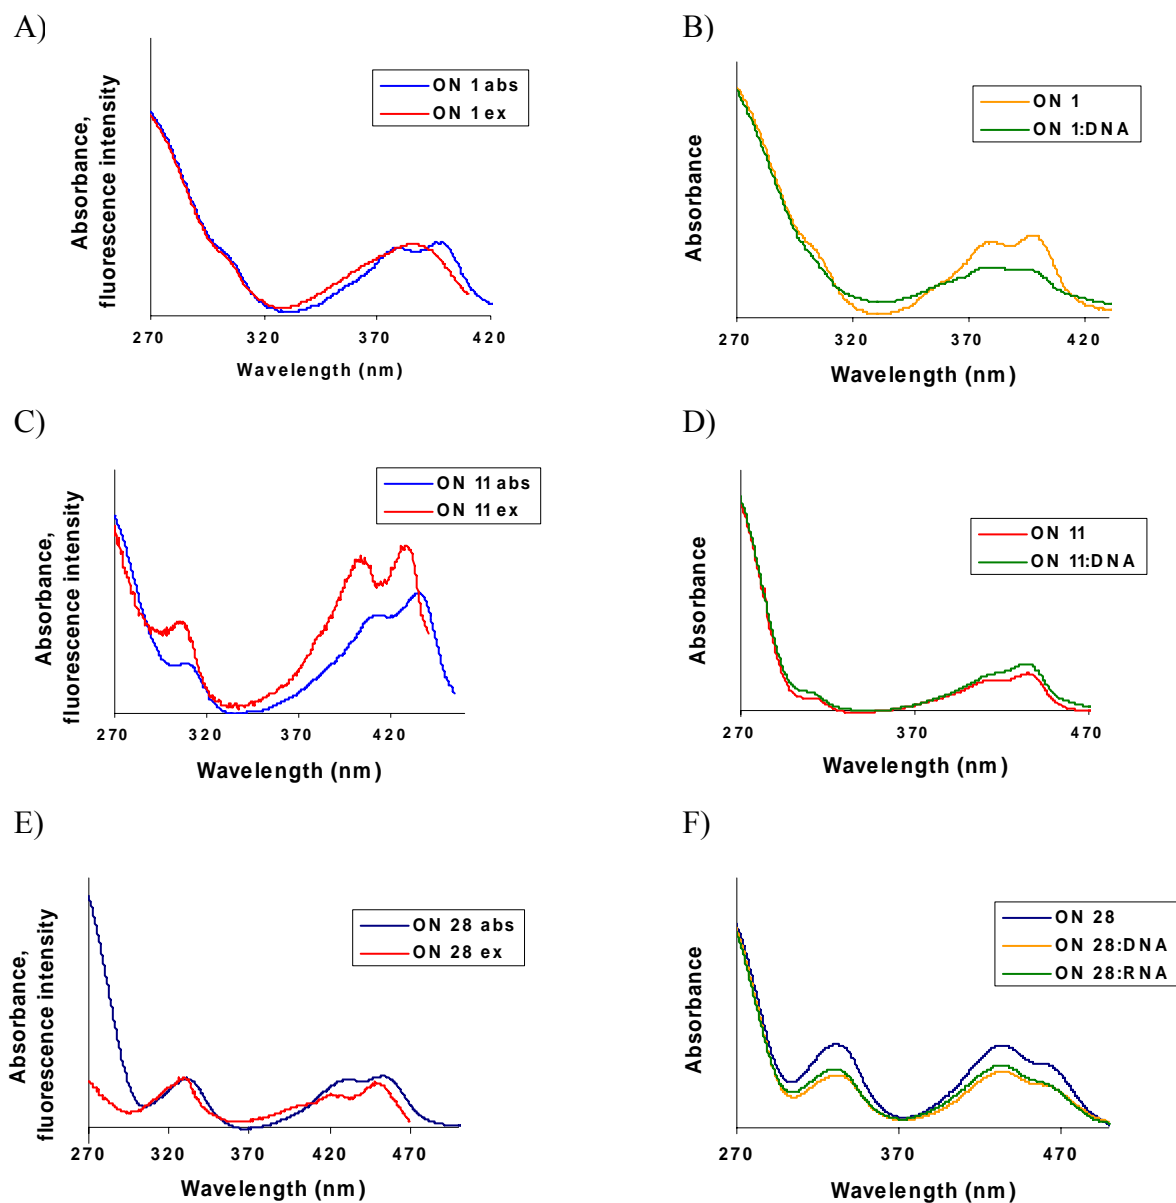 A)
Absorbance,
fluorescence intensity
ON 1 abs
ON 1 ex
270 320 370 420
Wavelength (nm)
B)
Absorbance
ON 1
ON 1:DNA
270 320 370 420
Wavelength (nm)
C)
Absorbance,
fluorescence intensity
ON 11 abs
ON 11 ex
270 320 370 420
Wavelength (nm)
D)
Absorbance
ON 11
ON 11:DNA
270 370 470
Wavelength (nm)
E)
Absorbance,
fluorescence intensity
ON 28 abs
ON 28 ex
270 320 370 420 470
Wavelength (nm)
F)
Absorbance
ON 28
ON 28:DNA
ON 28:RNA
270 370 470
Wavelength (nm)